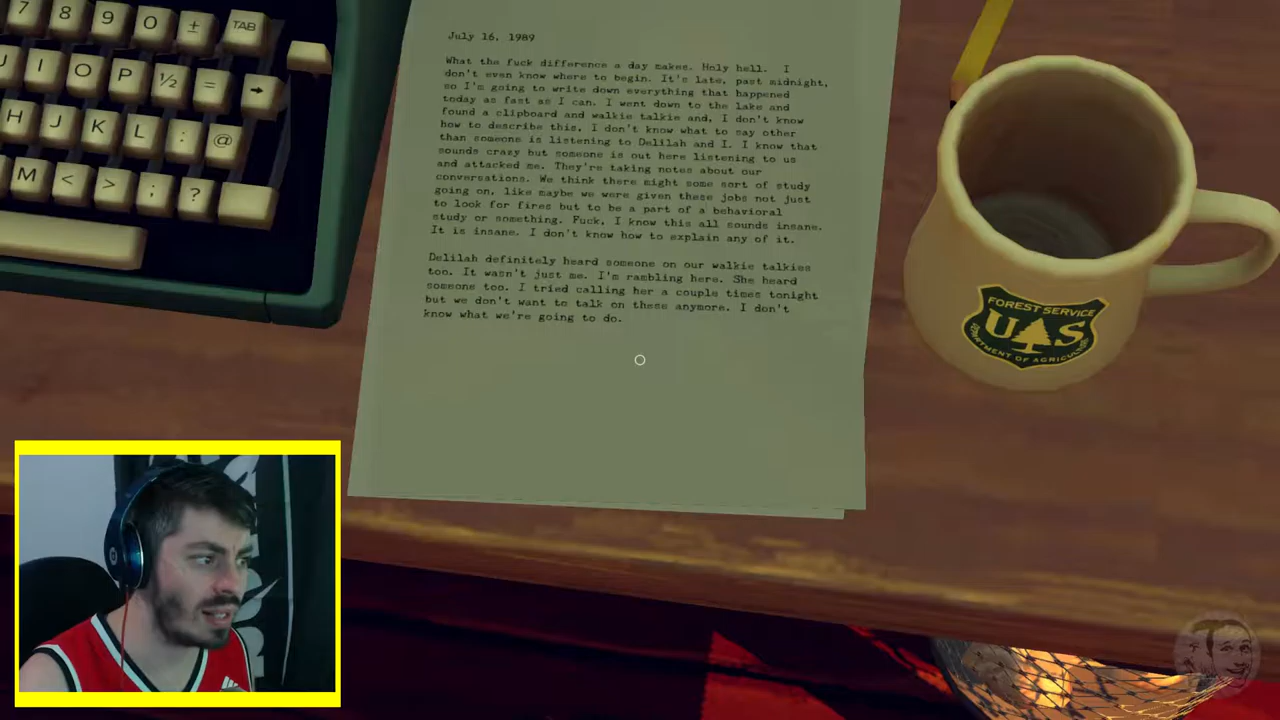 7 8 9 0 ± TAB
U I O P ½ =
H J K L : @
M < > ; ?
July 16, 1989
What the fuck difference a day makes. Holy hell. I
don't even know where to begin. It's late, past midnight,
so I'm going to write down everything that happened
today as fast as I can. I went down to the lake and
found a clipboard and walkie talkie and, I don't know
how to describe this, I don't know what to say other
than someone is listening to Delilah and I. I know that
sounds crazy but someone is out here listening to us
and attacked me. They're taking notes about our
conversations. We think there might some sort of study
going on, like maybe we were given these jobs not just
to look for fires but to be a part of a behavioral
study or something. Fuck, I know this all sounds insane.
It is insane. I don't know how to explain any of it.
Delilah definitely heard someone on our walkie talkies
too. It wasn't just me. I'm rambling here. She heard
someone too. I tried calling her a couple times tonight
but we don't want to talk on these anymore. I don't
know what we're going to do.
FOREST SERVICE
UAS
DEPARTMENT OF AGRICULTURE